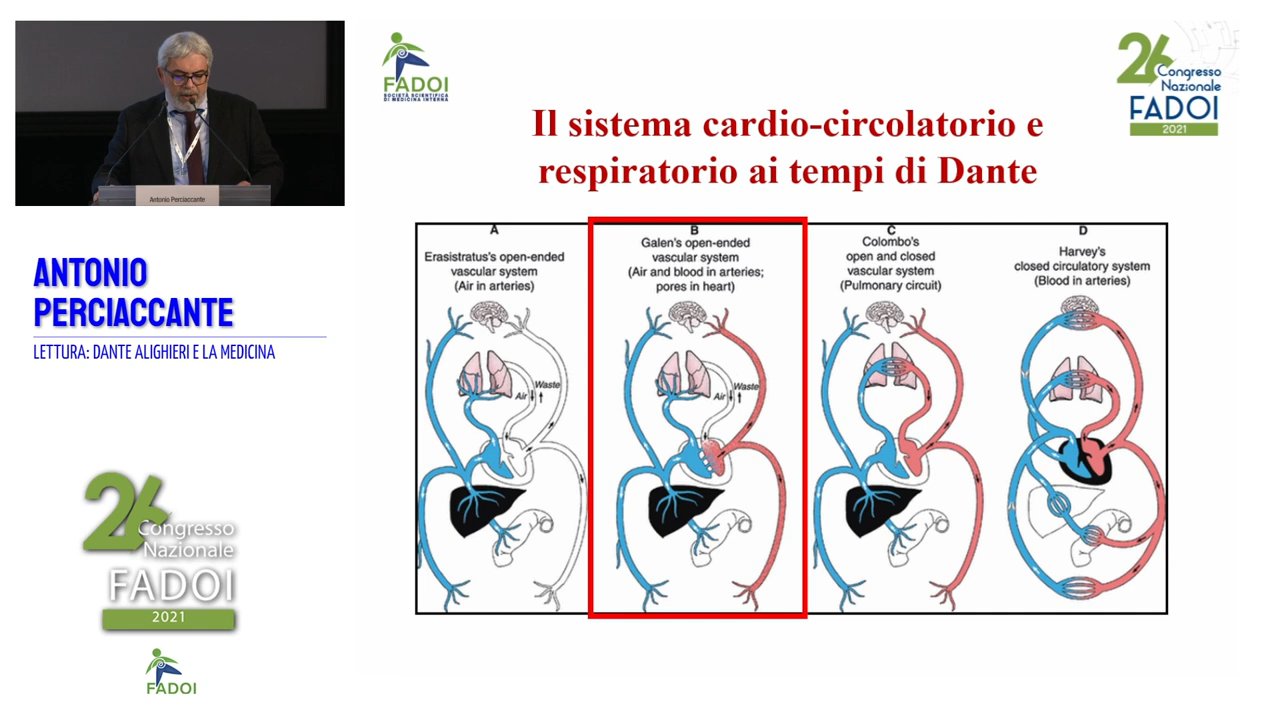 Antonio Perciaccante
ANTONIO
PERCIACCANTE
LETTURA: DANTE ALIGHIERI E LA MEDICINA
26
Congresso
Nazionale
FADOI
2021
FADOI
FADOI
SOCIETÀ SCIENTIFICA
DI MEDICINA INTERNA
26
Congresso
Nazionale
FADOI
2021
Il sistema cardio-circolatorio e
respiratorio ai tempi di Dante
A
Erasistratus's open-ended
vascular system
(Air in arteries)
Waste
Air
B
Galen's open-ended
vascular system
(Air and blood in arteries;
pores in heart)
Waste
Air
C
Colombo's
open and closed
vascular system
(Pulmonary circuit)
D
Harvey's
closed circulatory system
(Blood in arteries)